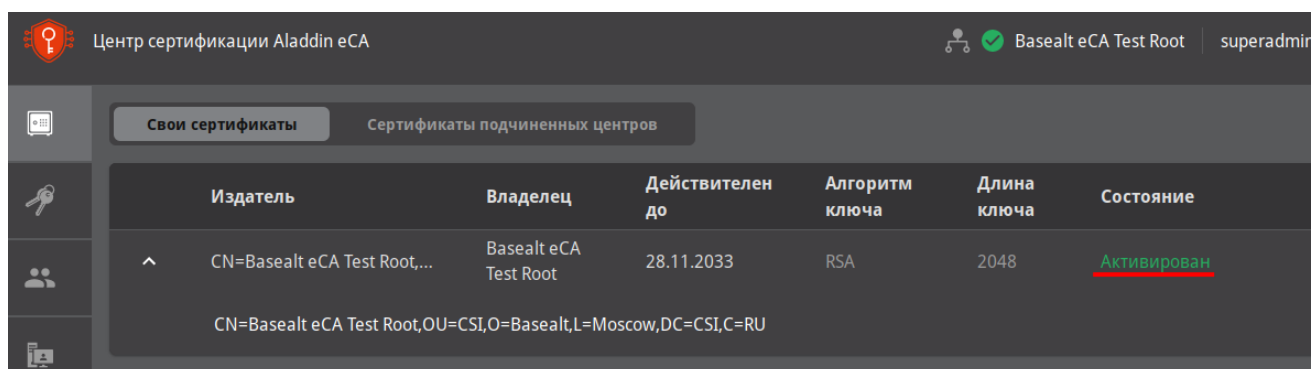 Центр сертификации Aladdin eCA
Basealt eCA Test Root
superadmin
Свои сертификаты
Сертификаты подчиненных центров
Издатель
Владелец
Действителен
до
Алгоритм
ключа
Длина
ключа
Состояние
CN=Basealt eCA Test Root,...
Basealt eCA
Test Root
28.11.2033
RSA
2048
Активирован
CN=Basealt eCA Test Root,OU=CSI,O=Basealt,L=Moscow,DC=CSI,C=RU